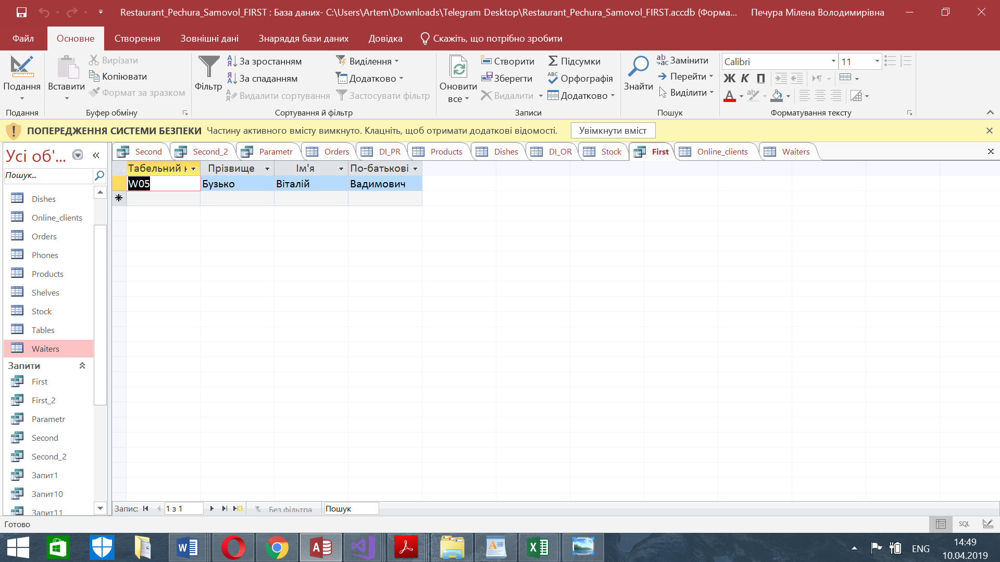 Restaurant_Pechura_Samovol_FIRST : База даних- C:\Users\Artem\Downloads\Telegram Desktop\Restaurant_Pechura_Samovol_FIRST.accdb (Форма...
Печура Мілена Володимирівна
Файл Основне Створення Зовнішні дані Знаряддя бази даних Довідка Скажіть, що потрібно зробити
Подання
Подання
Вставити
Вирізати
Копіювати
Формат за зразком
Буфер обміну
Фільтр
За зростанням
За спаданням
Видалити сортування
Виділення
Додатково
Застосувати фільтр
Сортування й фільтр
Оновити
все
Створити
Зберегти
Видалити
Підсумки
Орфографія
Додатково
Записи
Знайти
Замінити
Перейти
Виділити
Пошук
Calibri 11
Ж К П
Форматування тексту
ПОПЕРЕДЖЕННЯ СИСТЕМИ БЕЗПЕКИ Частину активного вмісту вимкнуто. Клацніть, щоб отримати додаткові відомості. Увімкнути вміст
Усі об'...
Пошук...
Dishes
Online_clients
Orders
Phones
Products
Shelves
Stock
Tables
Waiters
Запити
First
First_2
Parametr
Second
Second_2
Запит1
Запит10
Запит11
Second Second_2 Parametr Orders DI_PR Products Dishes DI_OR Stock First Online_clients Waiters
Табельний н Прізвище Ім'я По-батькові
W05 Бузько Віталій Вадимович
Запис: 1 з 1 Без фільтра Пошук
Готово
SQL
ENG
14:49
10.04.2019